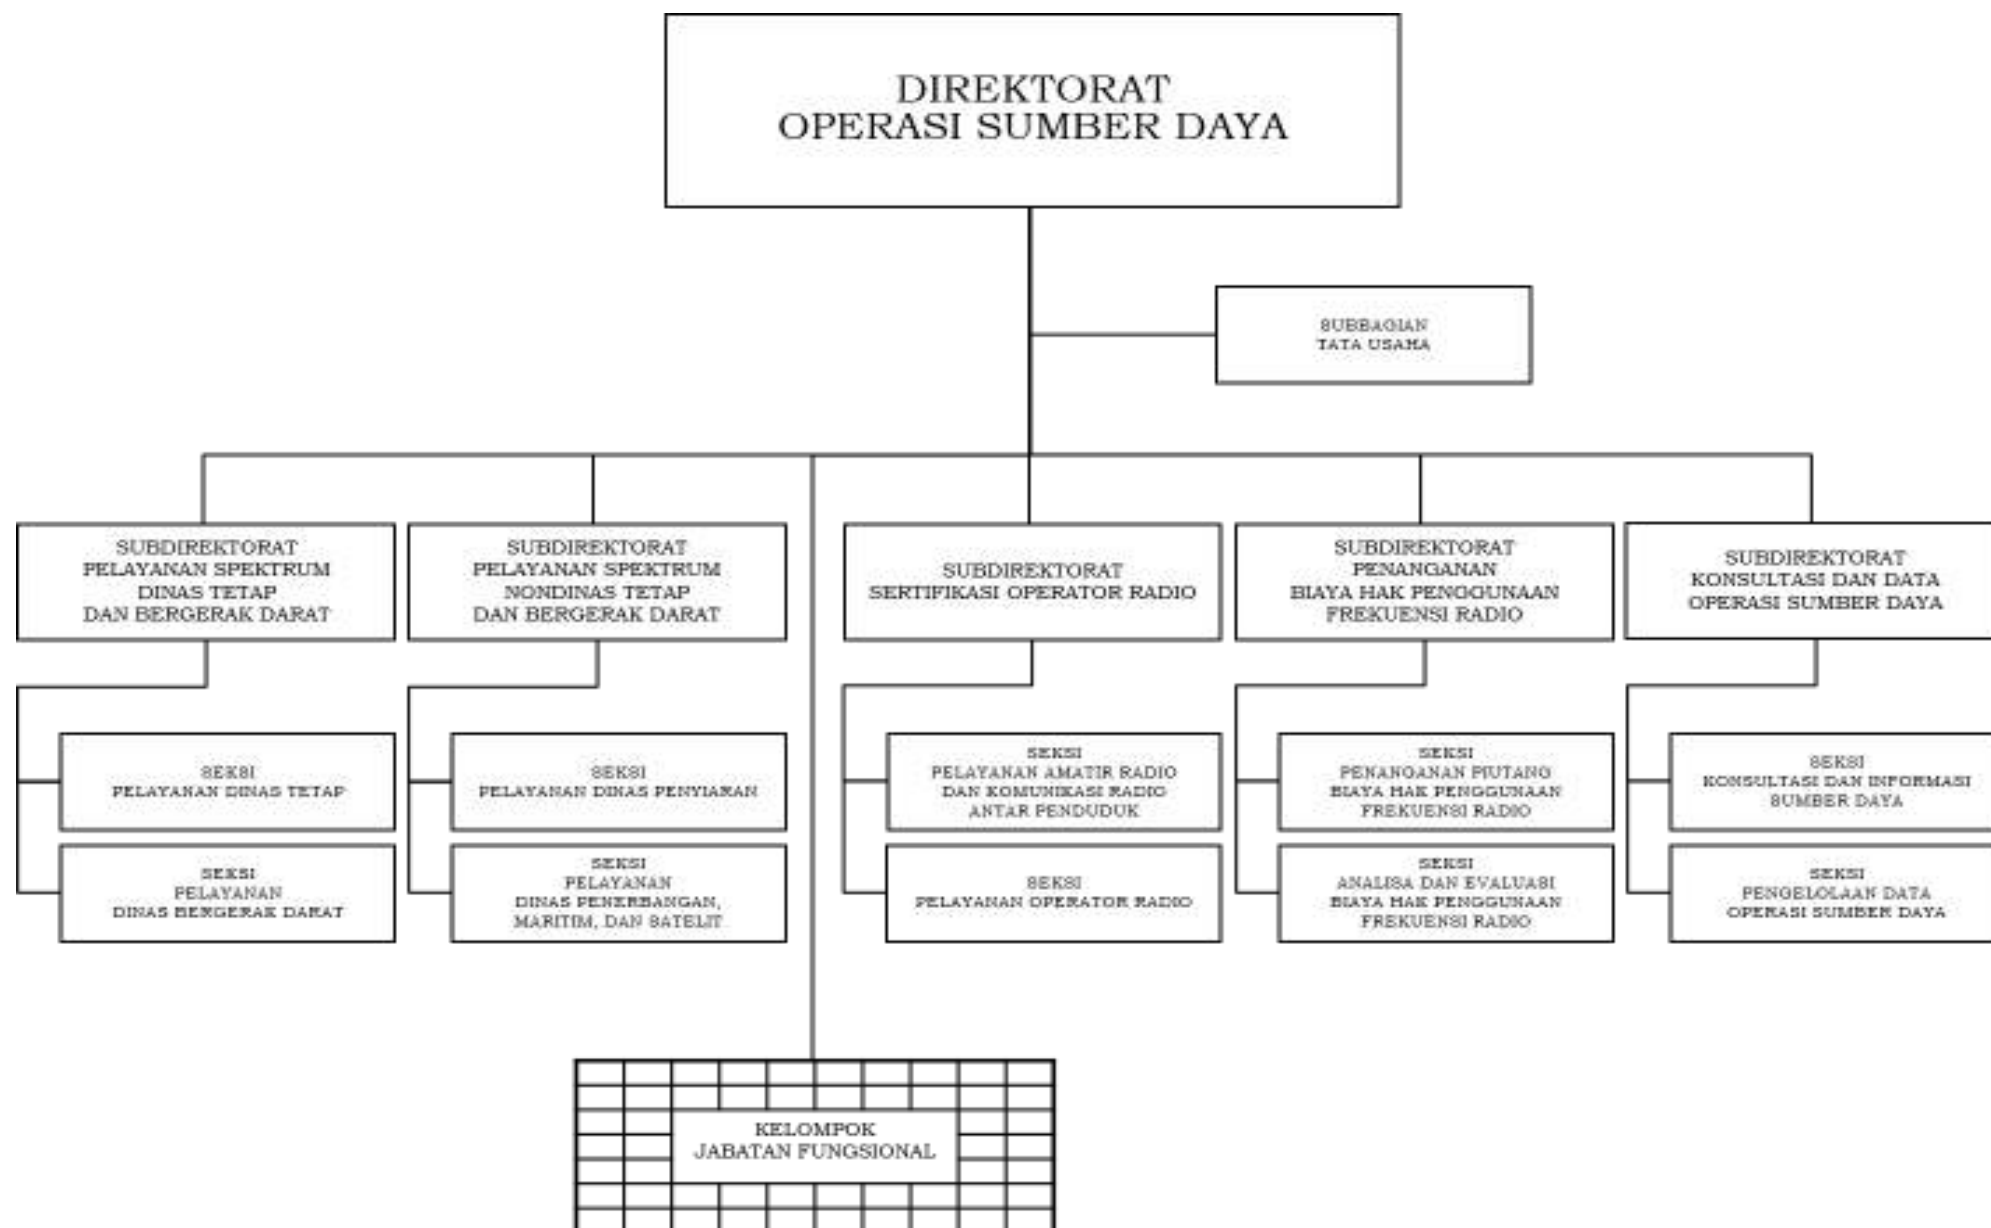 DIREKTORAT
OPERASI SUMBER DAYA
SUBBAGIAN
TATA USAHA
SUBDIREKTORAT
PELAYANAN SPEKTRUM
DINAS TETAP
DAN BERGERAK DARAT
SUBDIREKTORAT
PELAYANAN SPEKTRUM
NONDINAS TETAP
DAN BERGERAK DARAT
SUBDIREKTORAT
SERTIFIKASI OPERATOR RADIO
SUBDIREKTORAT
PENANGANAN
BIAYA HAK PENGGUNAAN
FREKUENSI RADIO
SUBDIREKTORAT
KONSULTASI DAN DATA
OPERASI SUMBER DAYA
SEKSI
PELAYANAN DINAS TETAP
SEKSI
PELAYANAN DINAS PENYIARAN
SEKSI
PELAYANAN AMATIR RADIO
DAN KOMUNIKASI RADIO
ANTAR PENDUDUK
SEKSI
PENANGANAN PIUTANG
BIAYA HAK PENGGUNAAN
FREKUENSI RADIO
SEKSI
KONSULTASI DAN INFORMASI
SUMBER DAYA
SEKSI
PELAYANAN
DINAS BERGERAK DARAT
SEKSI
PELAYANAN
DINAS PENERBANGAN,
MARITIM, DAN SATELIT
SEKSI
PELAYANAN OPERATOR RADIO
SEKSI
ANALISA DAN EVALUASI
BIAYA HAK PENGGUNAAN
FREKUENSI RADIO
SEKSI
PENGELOLAAN DATA
OPERASI SUMBER DAYA
KELOMPOK
JABATAN FUNGSIONAL